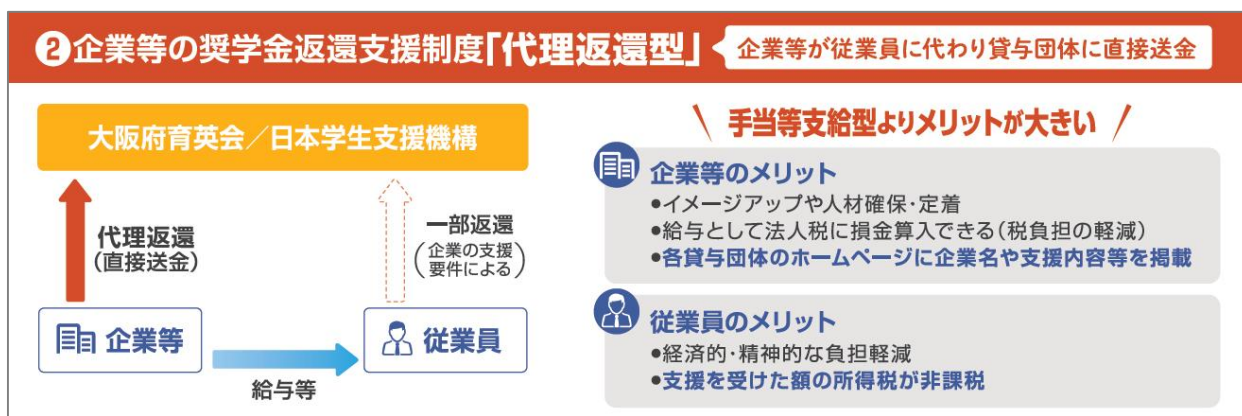 ❷企業等の奨学金返還支援制度「代理返還型」
企業等が従業員に代わり貸与団体に直接送金
大阪府育英会／日本学生支援機構
代理返還
(直接送金)
一部返還
(企業の支援
要件による)
企業等
従業員
給与等
手当等支給型よりメリットが大きい
企業等のメリット
●イメージアップや人材確保・定着
●給与として法人税に損金算入できる(税負担の軽減)
●各貸与団体のホームページに企業名や支援内容等を掲載
従業員のメリット
●経済的・精神的な負担軽減
●支援を受けた額の所得税が非課税